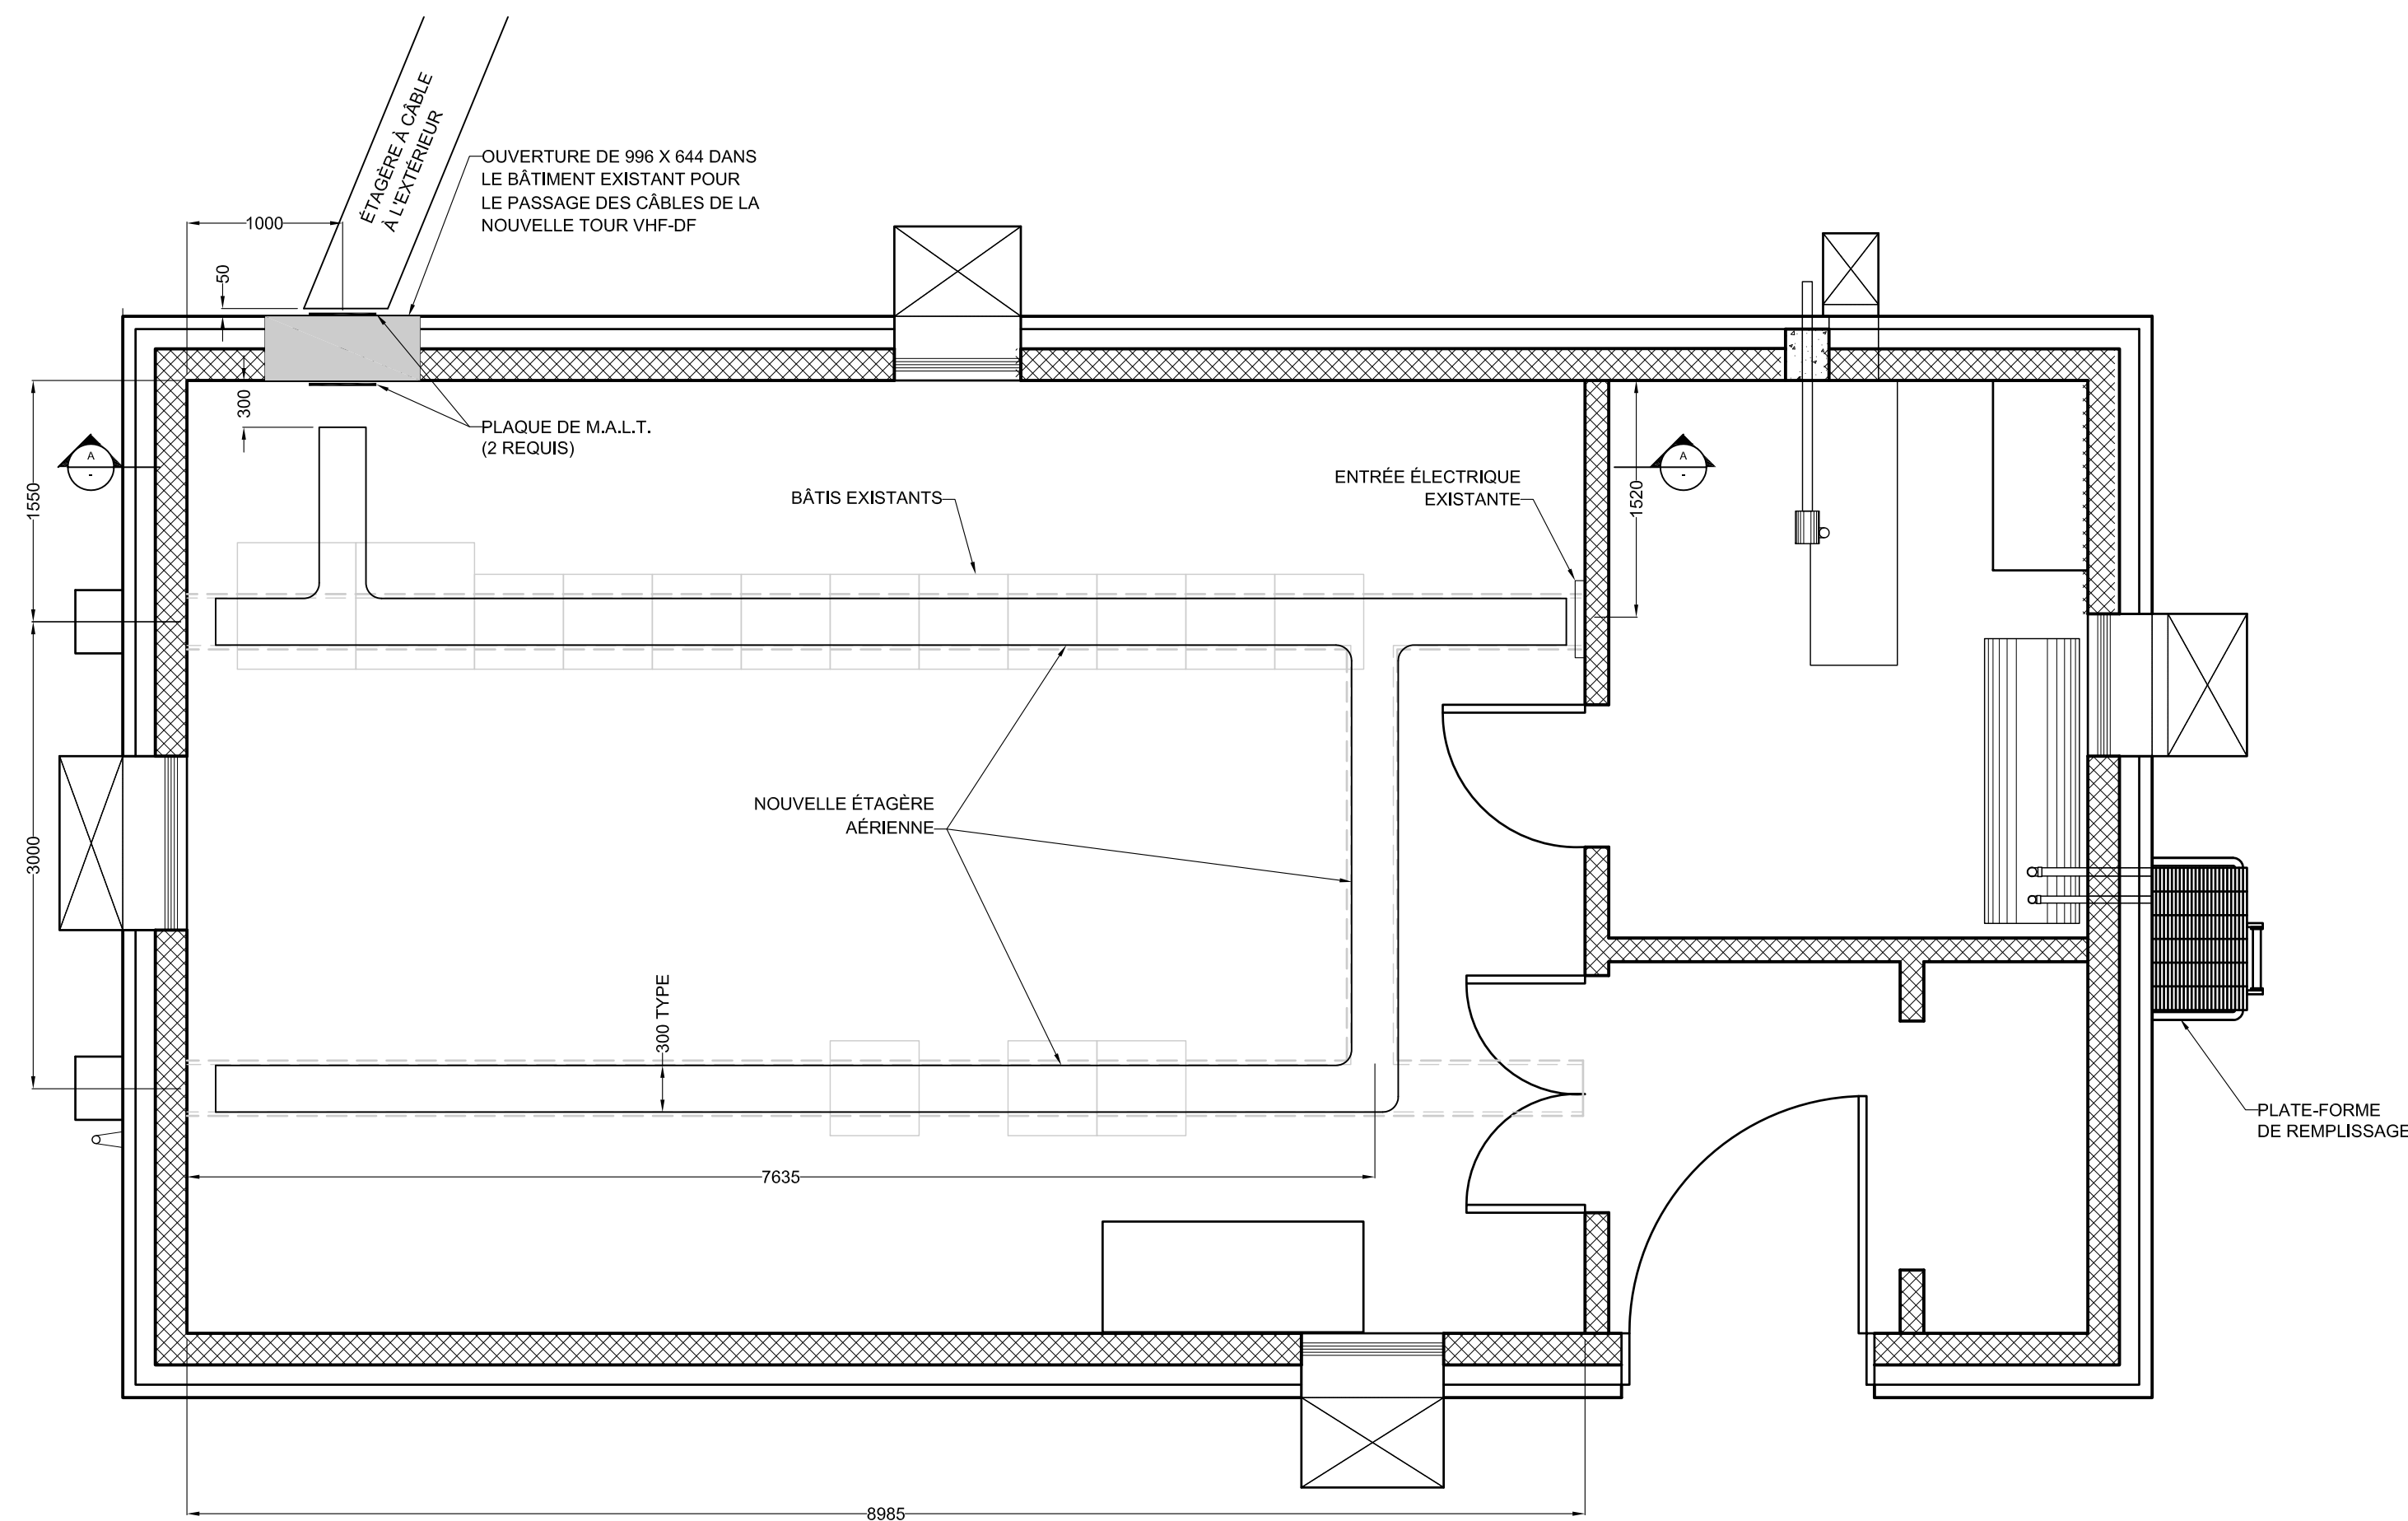 ÉTAGÈRE À CÂBLE
À L'EXTÉRIEUR
OUVERTURE DE 996 X 644 DANS
LE BÂTIMENT EXISTANT POUR
LE PASSAGE DES CÂBLES DE LA
NOUVELLE TOUR VHF-DF
1000
50
300
PLAQUE DE M.A.L.T.
(2 REQUIS)
A
-
1550
BÂTIS EXISTANTS
ENTRÉE ÉLECTRIQUE
EXISTANTE
A
-
1520
NOUVELLE ÉTAGÈRE
AÉRIENNE
3000
300 TYPE
PLATE-FORME
DE REMPLISSAGE
7635
8985